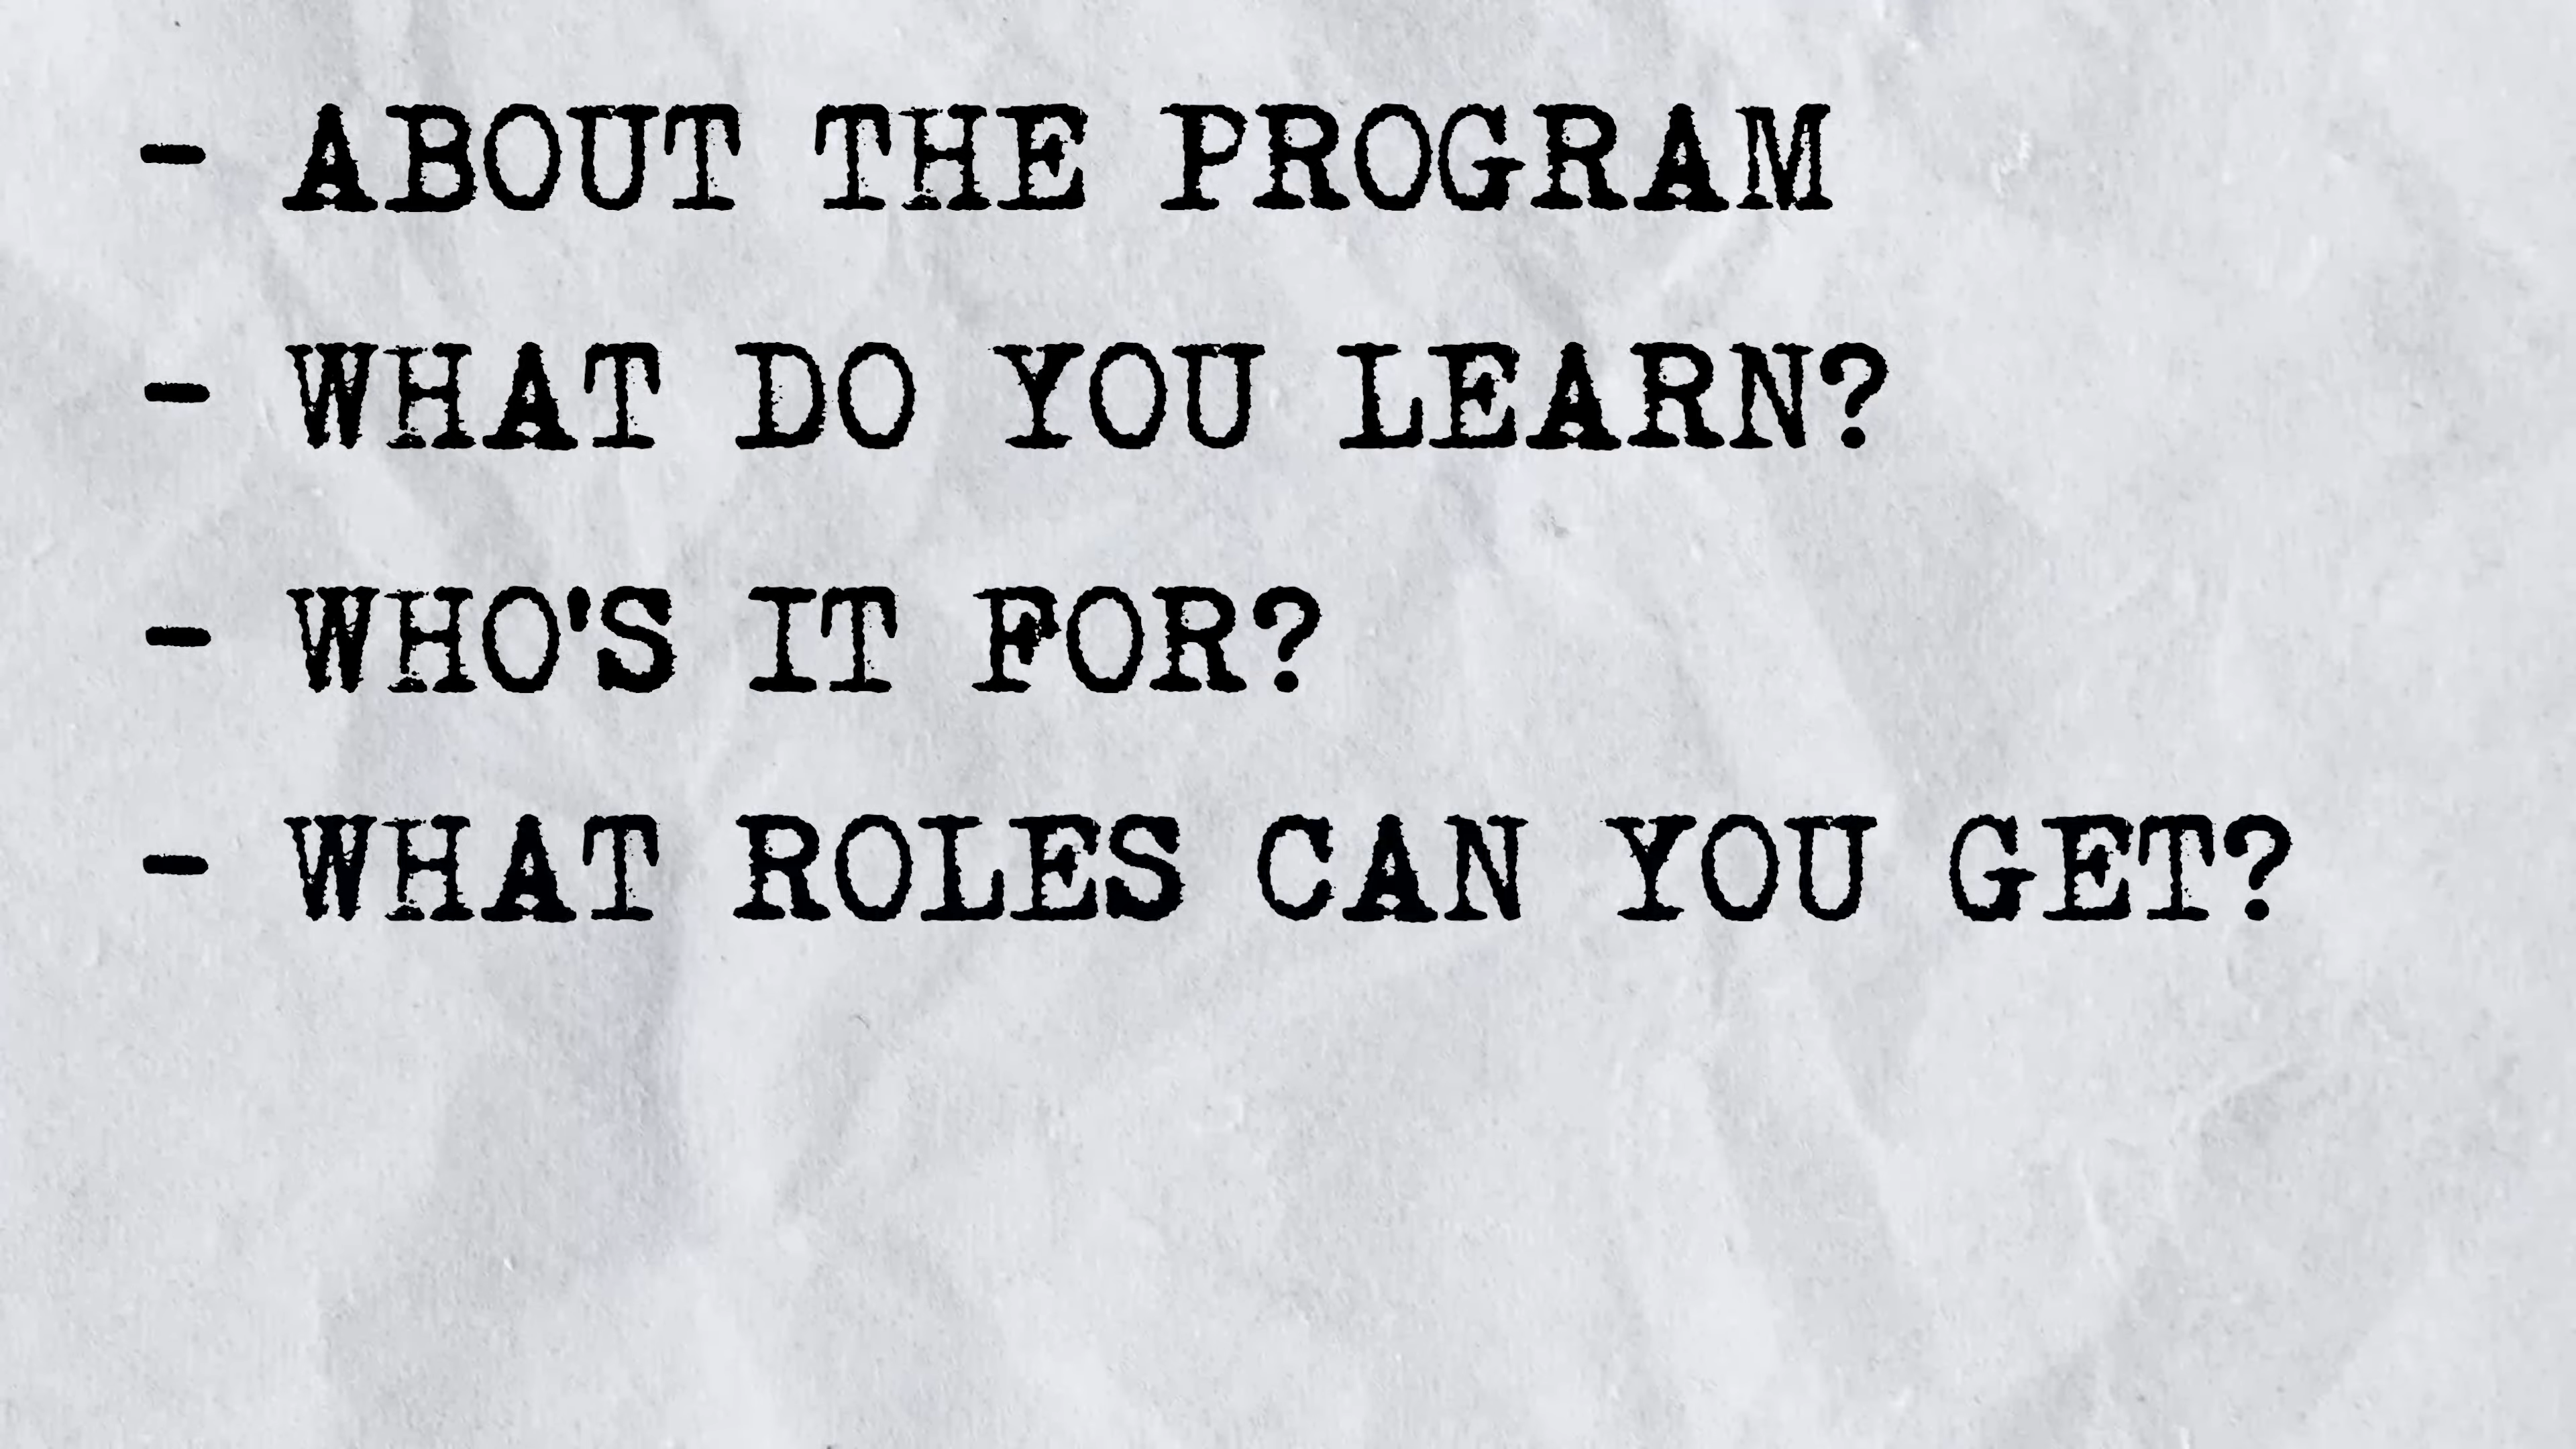 - ABOUT THE PROGRAM
- WHAT DO YOU LEARN?
- WHO'S IT FOR?
- WHAT ROLES CAN YOU GET?